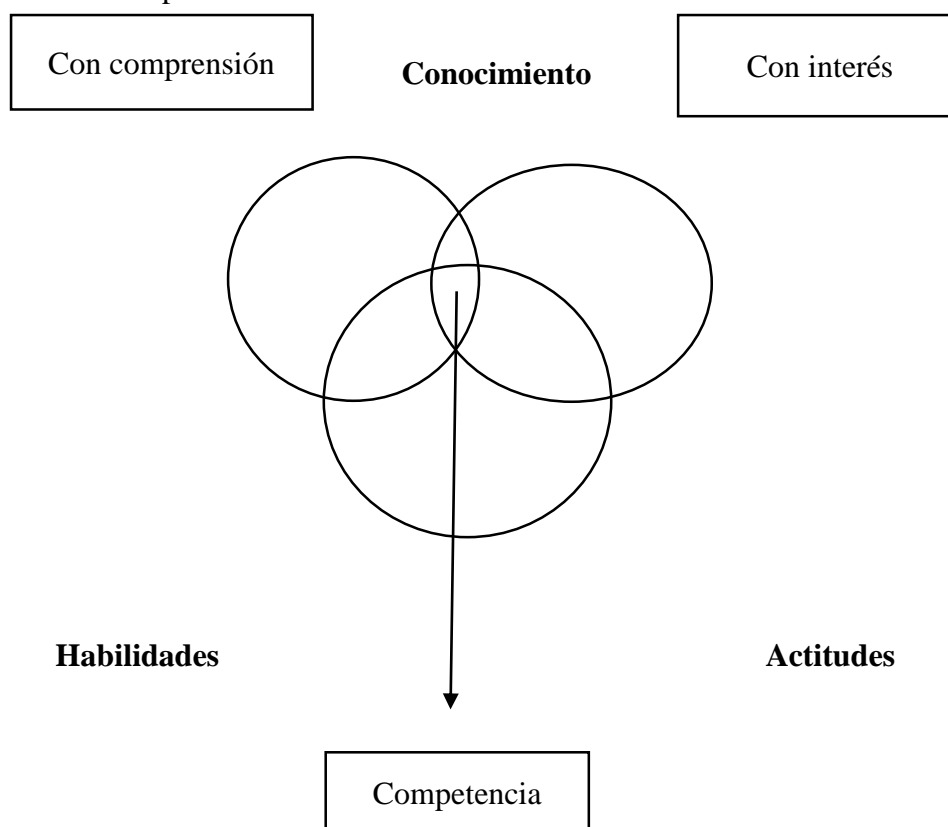 Con comprensión
Conocimiento
Con interés
Habilidades
Actitudes
Competencia